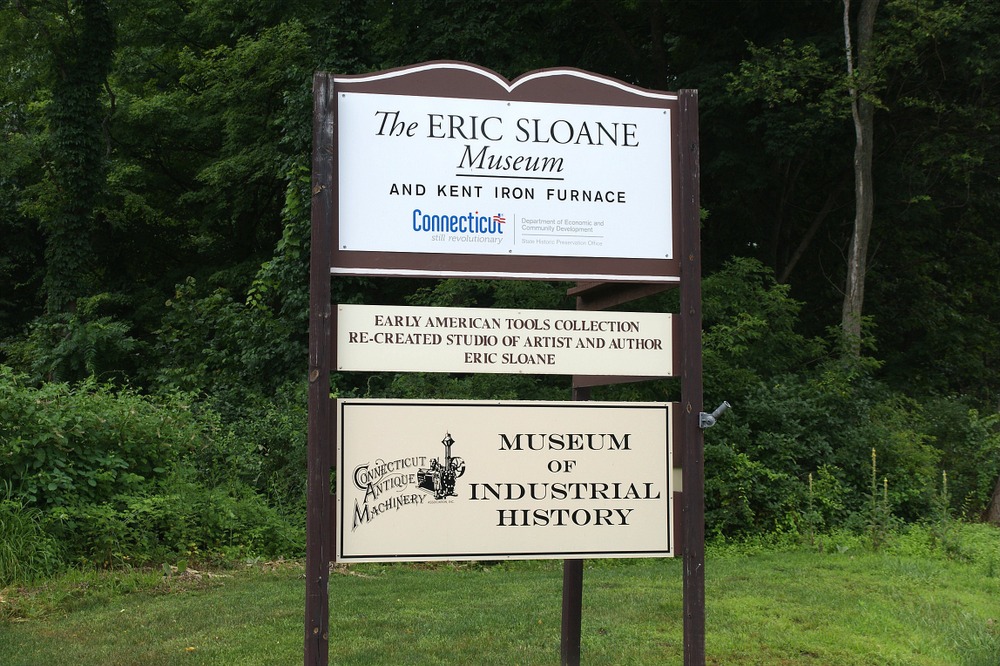 The ERIC SLOANE
Museum
AND KENT IRON FURNACE
Connecticut
still revolutionary
Department of Economic and
Community Development
State Historic Preservation Office
EARLY AMERICAN TOOLS COLLECTION
RE-CREATED STUDIO OF ARTIST AND AUTHOR
ERIC SLOANE
CONNECTICUT
ANTIQUE
MACHINERY
MUSEUM
OF
INDUSTRIAL
HISTORY